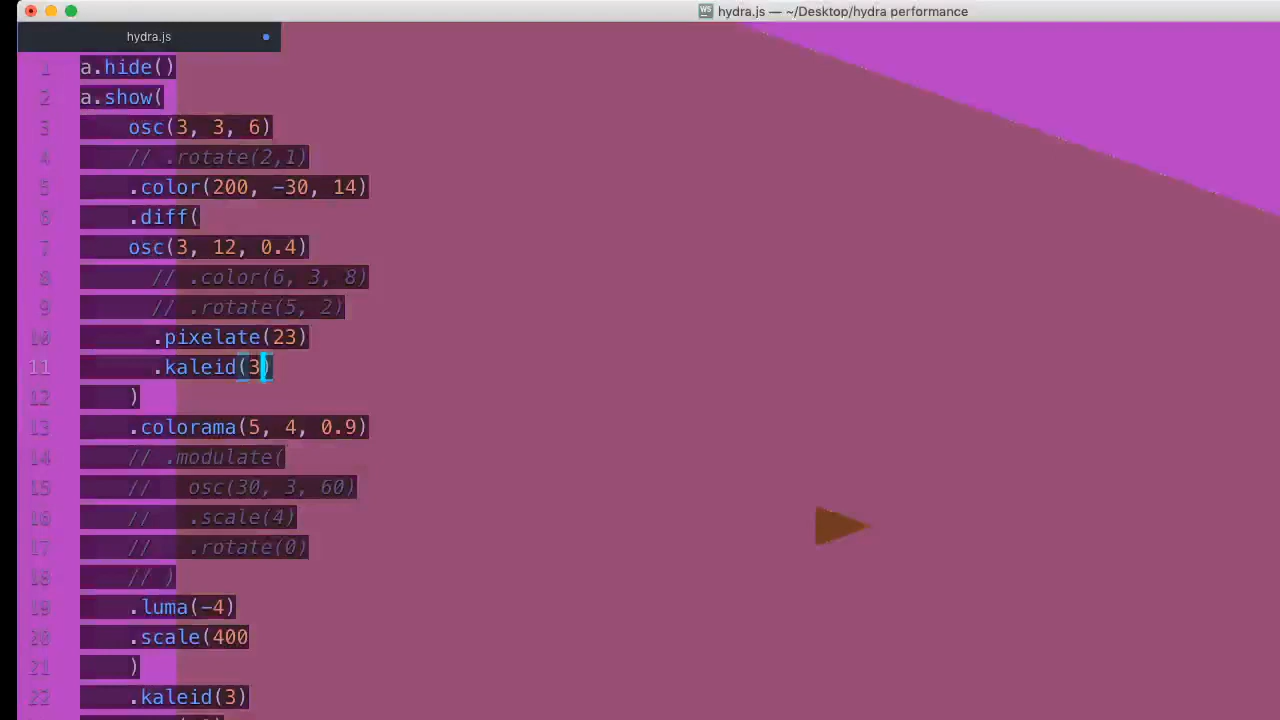 hydra.js — ~/Desktop/hydra performance
hydra.js
1 a.hide()
2 a.show(
3 osc(3, 3, 6)
4 // .rotate(2,1)
5 .color(200, -30, 14)
6 .diff(
7 osc(3, 12, 0.4)
8 // .color(6, 3, 8)
9 // .rotate(5, 2)
10 .pixelate(23)
11 .kaleid(3)
12 )
13 .colorama(5, 4, 0.9)
14 // .modulate(
15 // osc(30, 3, 60)
16 // .scale(4)
17 // .rotate(0)
18 // )
19 .luma(-4)
20 .scale(400
21 )
22 .kaleid(3)